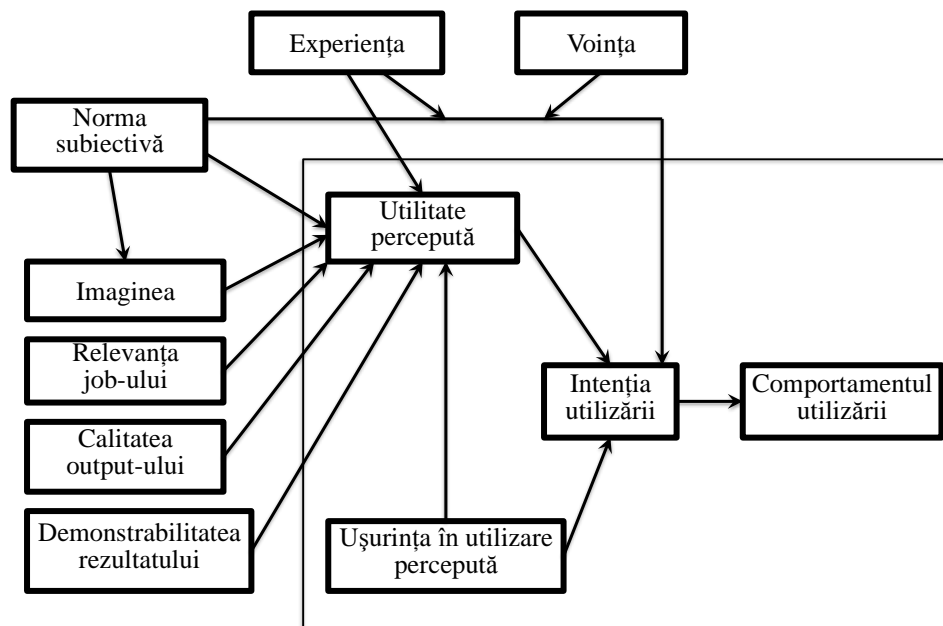 Experiența
Voința
Norma
subiectivă
Utilitate
percepută
Imaginea
Relevanța
job-ului
Intenția
utilizării
Comportamentul
utilizării
Calitatea
output-ului
Demonstrabilitatea
rezultatului
Uşurința în utilizare
percepută